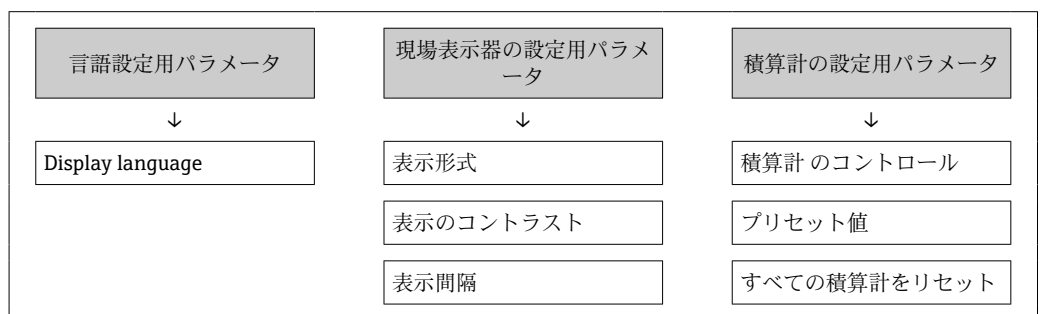 言語設定用パラメータ
↓
Display language
現場表示器の設定用パラメ
ータ
↓
表示形式
表示のコントラスト
表示間隔
積算計の設定用パラメータ
↓
積算計 のコントロール
プリセット値
すべての積算計をリセット